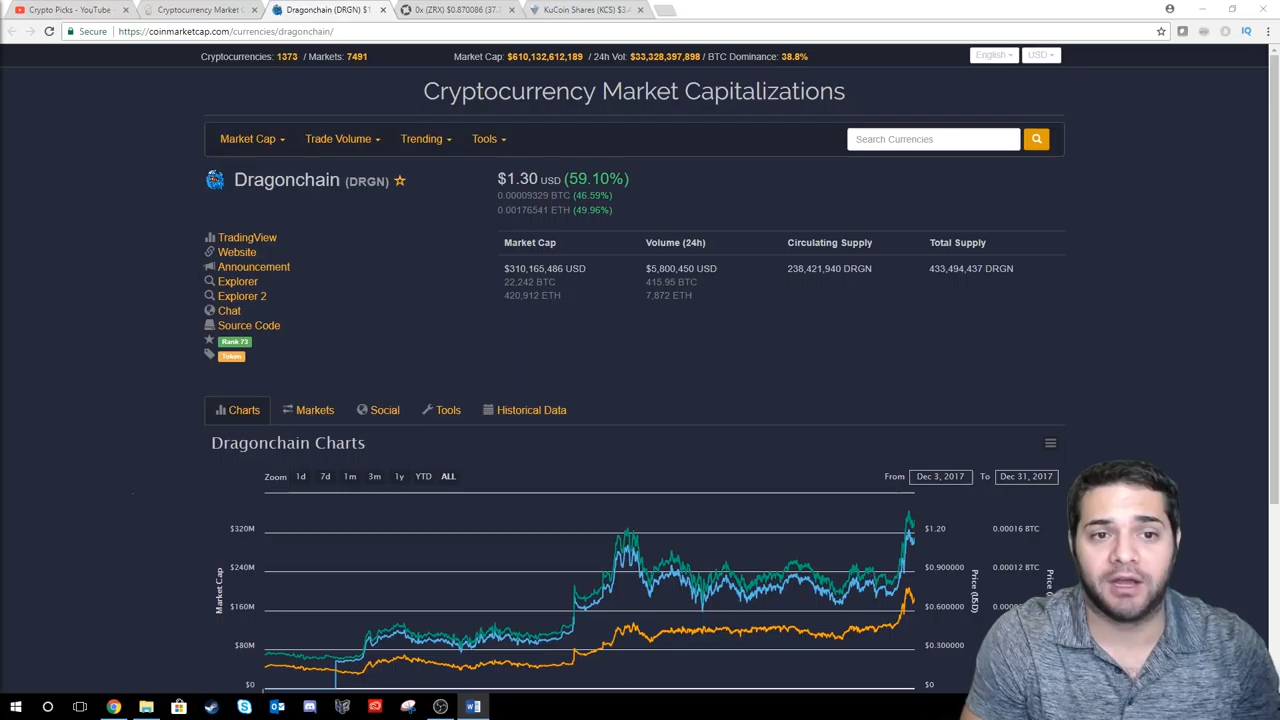 Crypto Picks - YouTube
Cryptocurrency Market C
Dragonchain (DRGN) $1
0x (ZRX) $0.870086 (37.
KuCoin Shares (KCS) $3.
Secure
https://coinmarketcap.com/currencies/dragonchain/
Cryptocurrencies: 1373 / Markets: 7491
Market Cap: $610,132,612,189 / 24h Vol: $33,328,397,898 / BTC Dominance: 38.8%
English
USD
Cryptocurrency Market Capitalizations
Market Cap
Trade Volume
Trending
Tools
Search Currencies
Dragonchain (DRGN)
$1.30 USD (59.10%)
0.00009329 BTC (46.59%)
0.00176541 ETH (49.96%)
TradingView
Website
Announcement
Explorer
Explorer 2
Chat
Source Code
Rank 73
Token
Market Cap
Volume (24h)
Circulating Supply
Total Supply
$310,165,486 USD
$5,800,450 USD
238,421,940 DRGN
433,494,437 DRGN
22,242 BTC
415.95 BTC
420,912 ETH
7,872 ETH
Charts
Markets
Social
Tools
Historical Data
Dragonchain Charts
Zoom 1d 7d 1m 3m 1y YTD ALL
From Dec 3, 2017 To Dec 31, 2017
$320M
$1.20
0.00016 BTC
$240M
$0.900000
0.00012 BTC
$160M
$0.600000
$80M
$0.300000
$0
$0
Market Cap
Price (USD)